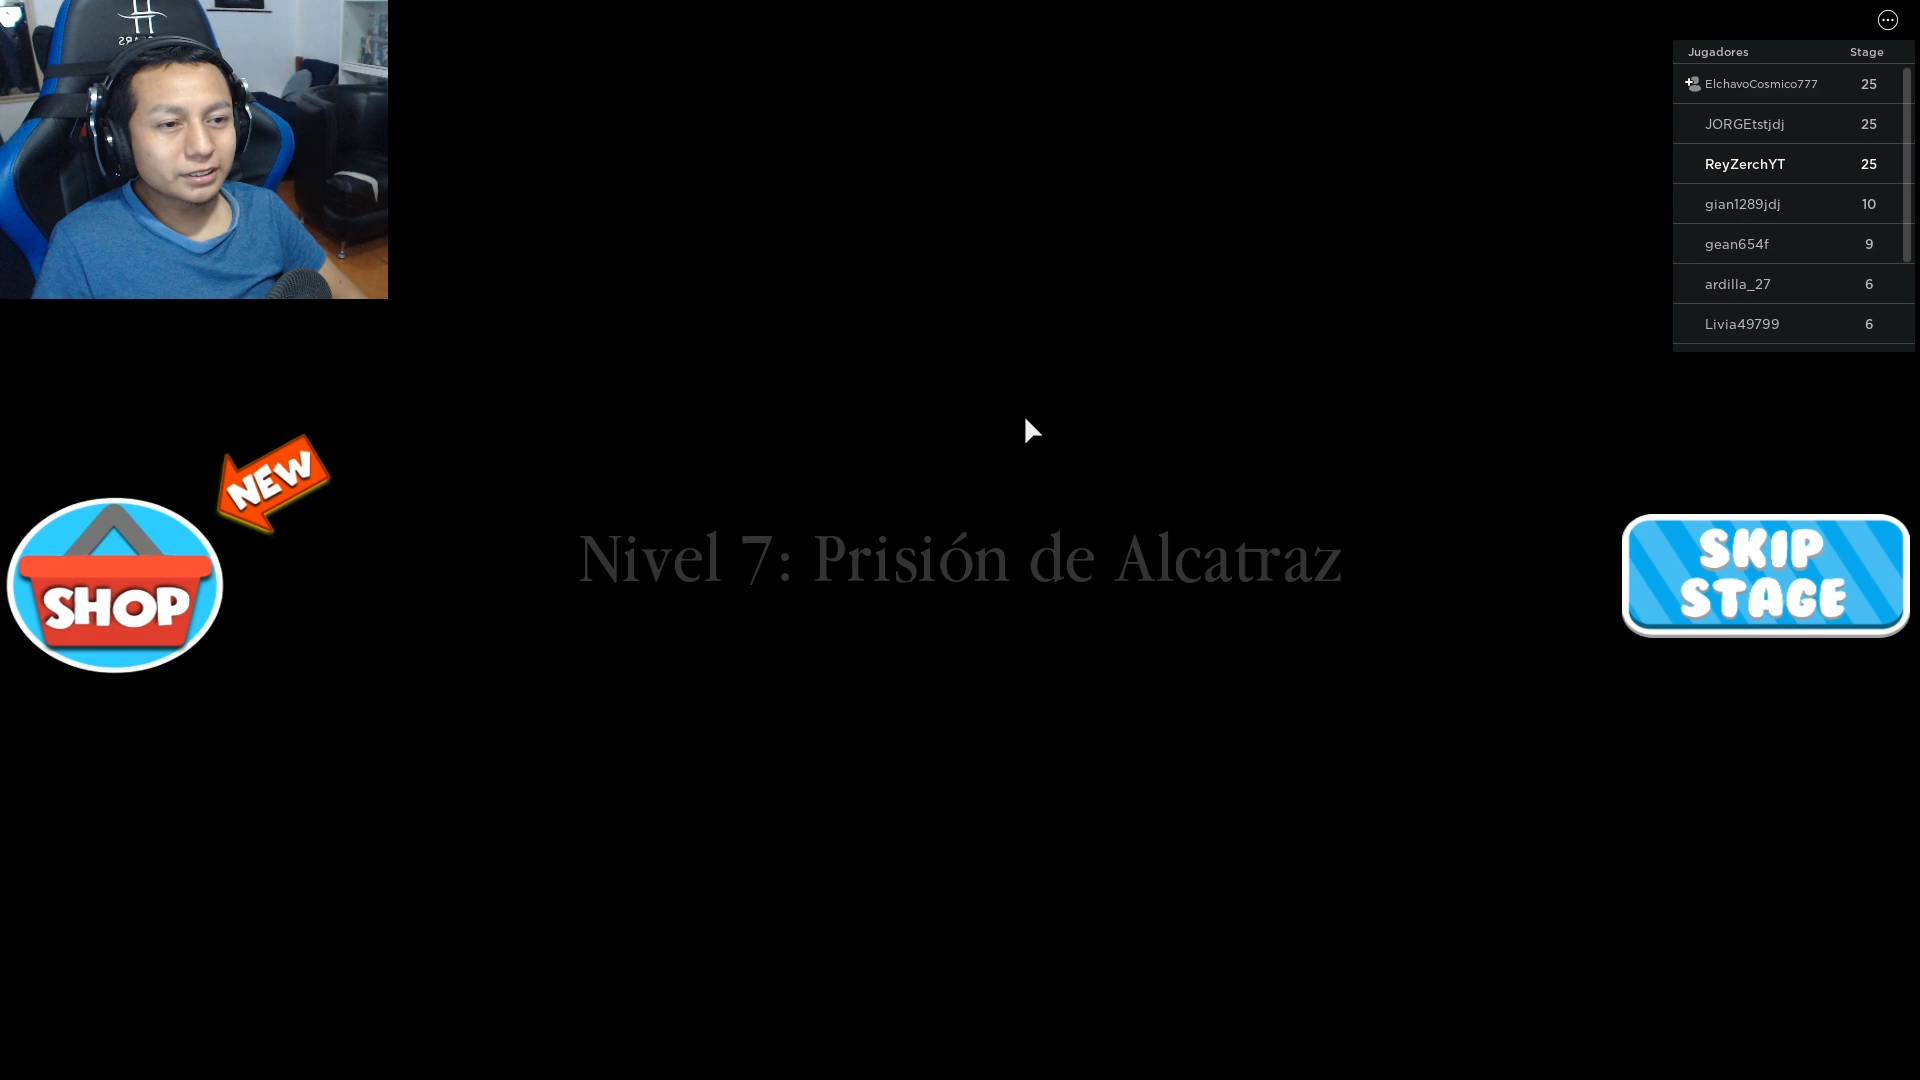 Jugadores Stage
ElchavoCosmico777 25
JORGEtstjdj 25
ReyZerchYT 25
gian1289jdj 10
gean654f 9
ardilla_27 6
Livia49799 6
NEW
SHOP
Nivel 7: Prisión de Alcatraz
SKIP
STAGE